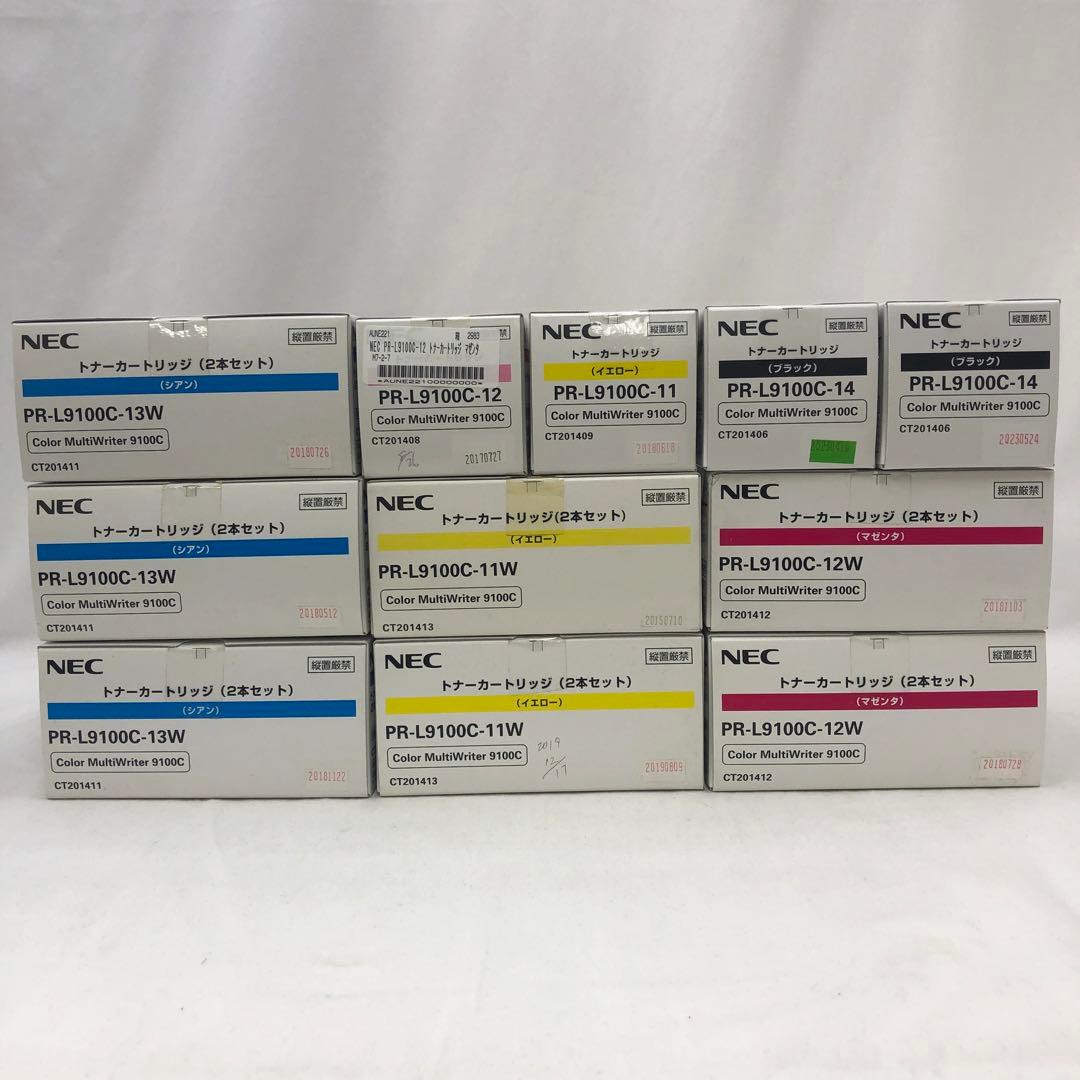 NEC
縦置厳禁
トナーカートリッジ（2本セット）
（シアン）
PR-L9100C-13W
Color MultiWriter 9100C
CT201411
20180726
AUNE221
箱 2983
禁
NEC PR-L9100C-12 トナーカートリッジ マゼンタ
M7-2-7
*AUNE22100000000*
PR-L9100C-12
Color MultiWriter 9100C
CT201408
20170727
NEC
縦置厳禁
トナーカートリッジ
（イエロー）
PR-L9100C-11
Color MultiWriter 9100C
CT201409
20180618
NEC
縦置厳禁
トナーカートリッジ
（ブラック）
PR-L9100C-14
Color MultiWriter 9100C
CT201406
NEC
縦置厳禁
トナーカートリッジ
（ブラック）
PR-L9100C-14
Color MultiWriter 9100C
CT201406
20230524
NEC
縦置厳禁
トナーカートリッジ（2本セット）
（シアン）
PR-L9100C-13W
Color MultiWriter 9100C
CT201411
20180512
NEC
縦置厳禁
トナーカートリッジ(2本セット)
（イエロー）
PR-L9100C-11W
Color MultiWriter 9100C
CT201413
20150710
NEC
縦置厳禁
トナーカートリッジ（2本セット）
（マゼンタ）
PR-L9100C-12W
Color MultiWriter 9100C
CT201412
20181103
NEC
縦置厳禁
トナーカートリッジ（2本セット）
（シアン）
PR-L9100C-13W
Color MultiWriter 9100C
CT201411
20181122
NEC
縦置厳禁
トナーカートリッジ（2本セット）
（イエロー）
PR-L9100C-11W
Color MultiWriter 9100C
2019
12/17
CT201413
20190809
NEC
縦置厳禁
トナーカートリッジ（2本セット）
（マゼンタ）
PR-L9100C-12W
Color MultiWriter 9100C
CT201412
20180728